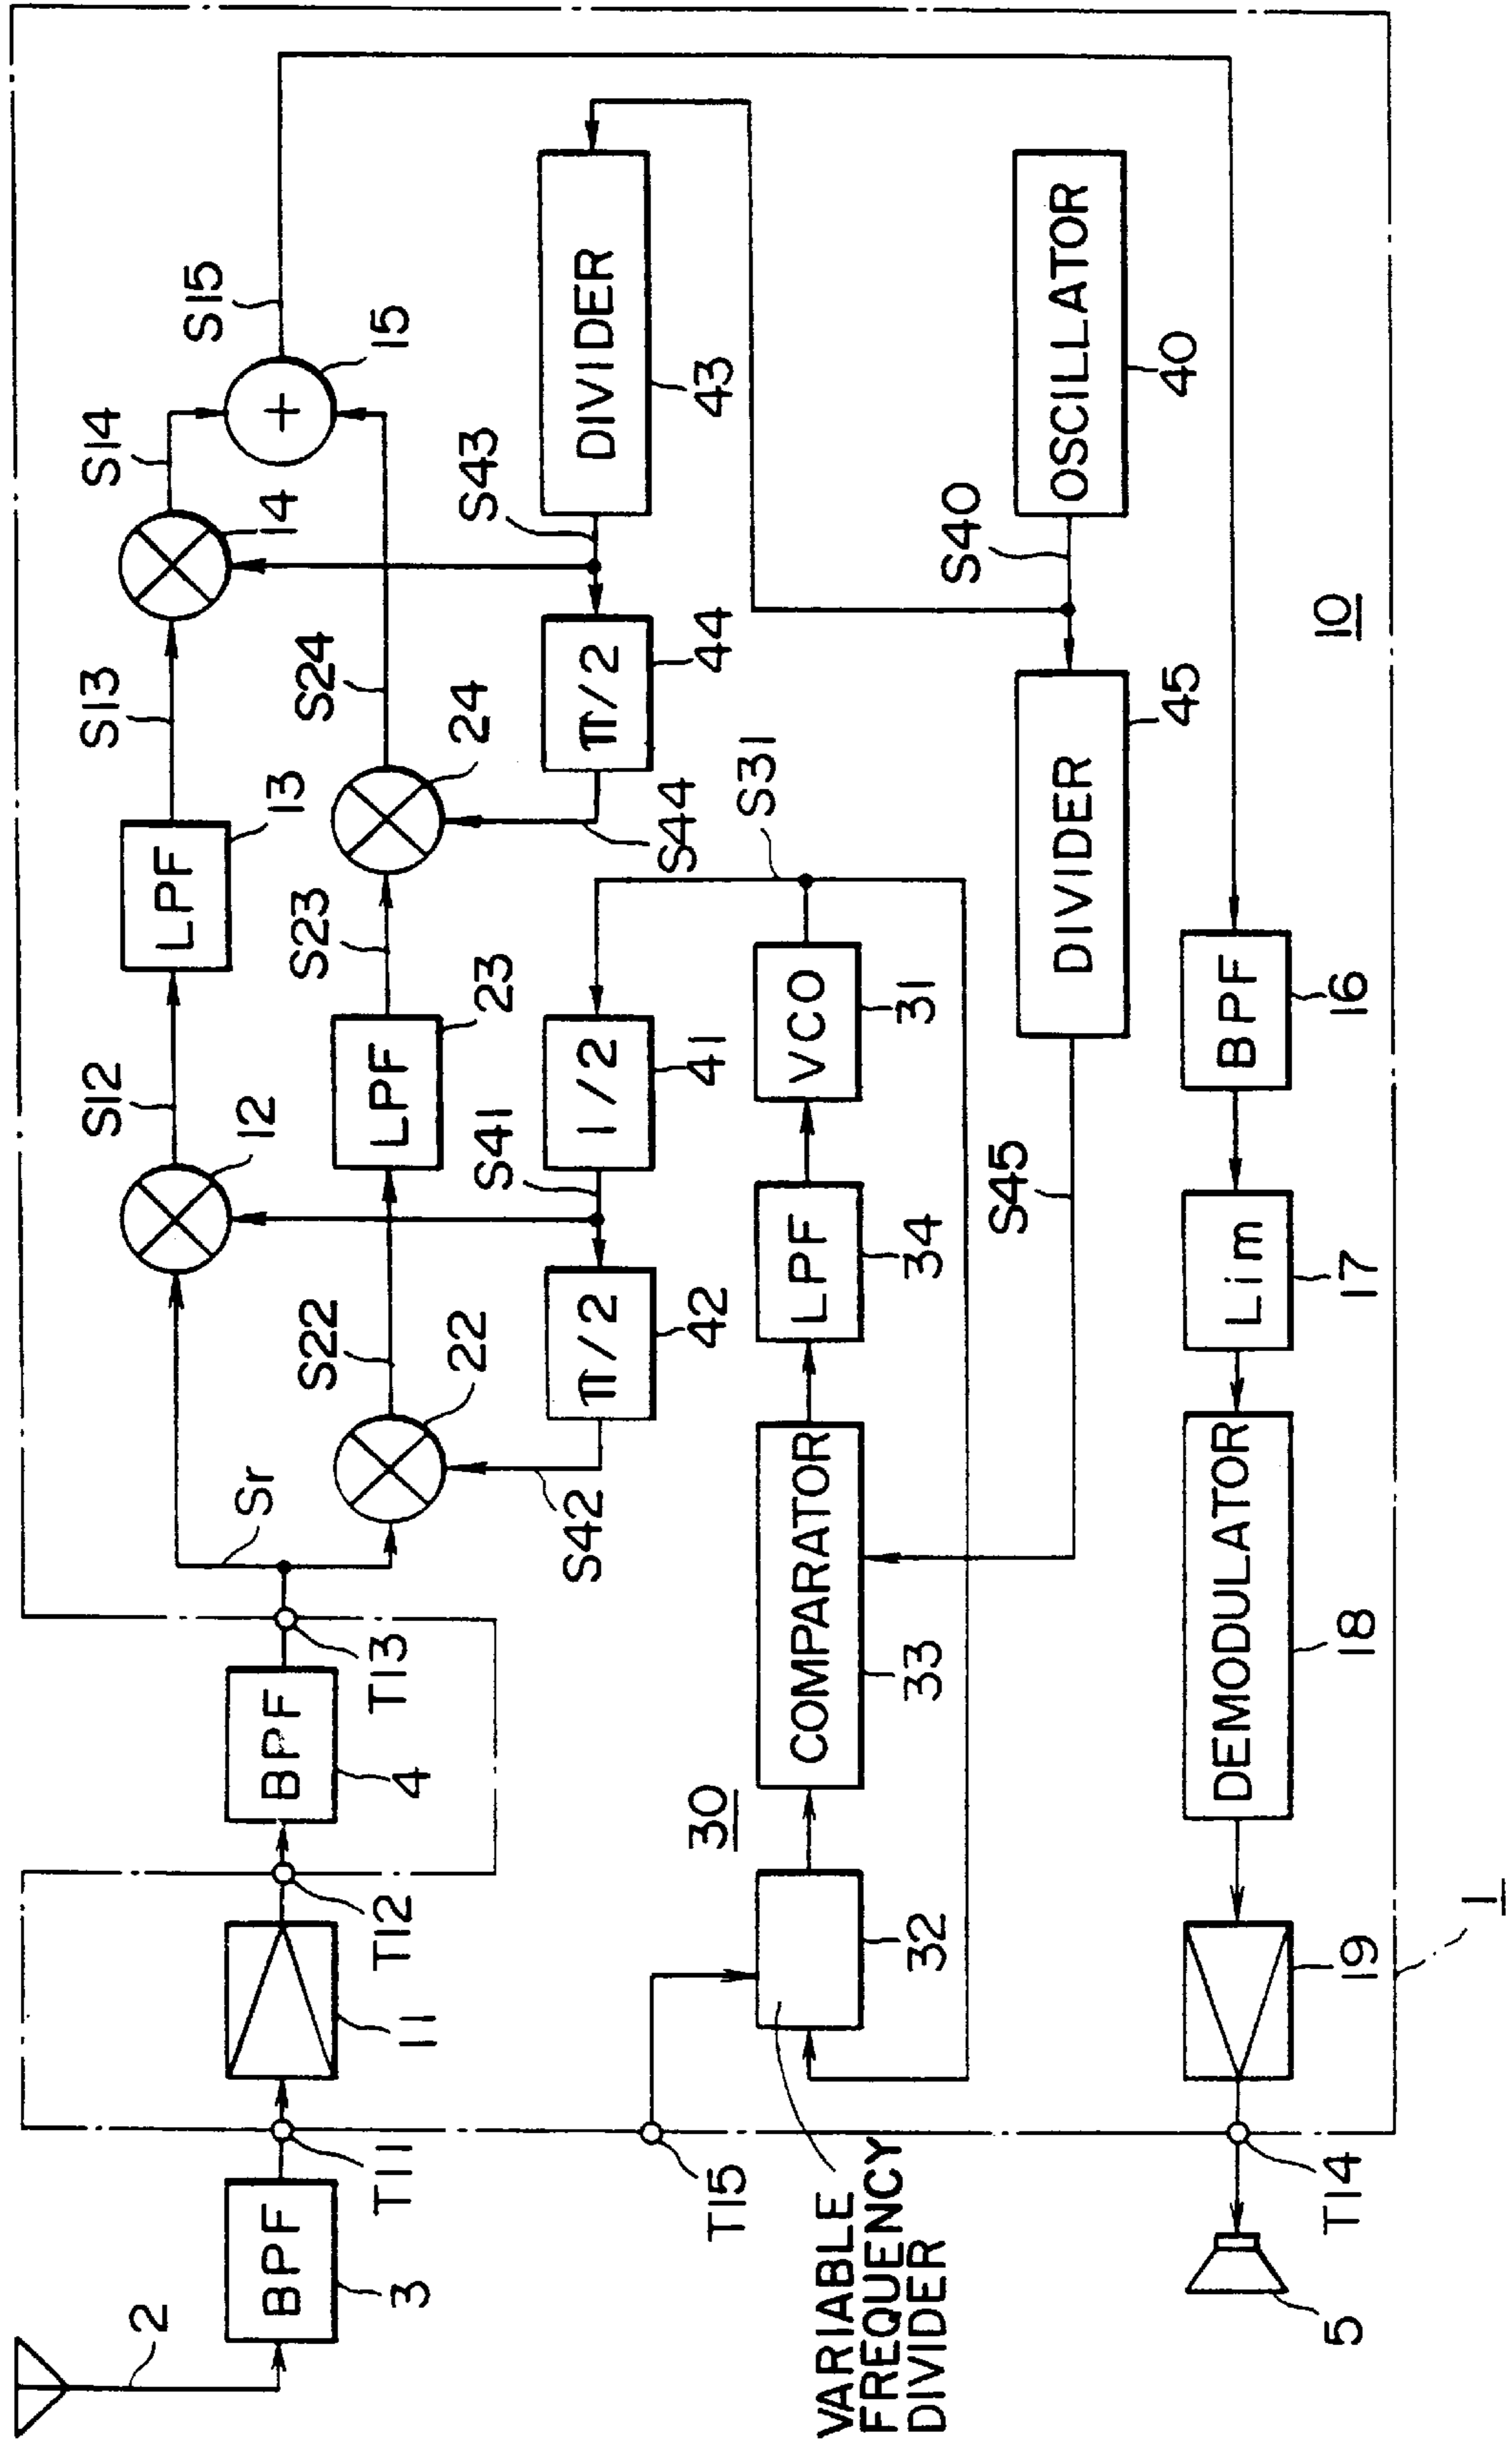 S15
S14
15
14
S13
S24
13
LPF
24
S43
DIVIDER
43
π/2
44
S44
S12
12
S23
LPF
23
S31
S40
OSCILLATOR
40
10
S41
1/2
41
VCO
31
DIVIDER
45
S22
22
π/2
42
LPF
34
S45
BPF
16
Sr
S42
Lim
17
T13
BPF
4
COMPARATOR
33
30
DEMODULATOR
18
T12
11
32
19
1
T11
BPF
3
2
T15
VARIABLE
FREQUENCY
DIVIDER
T14
5